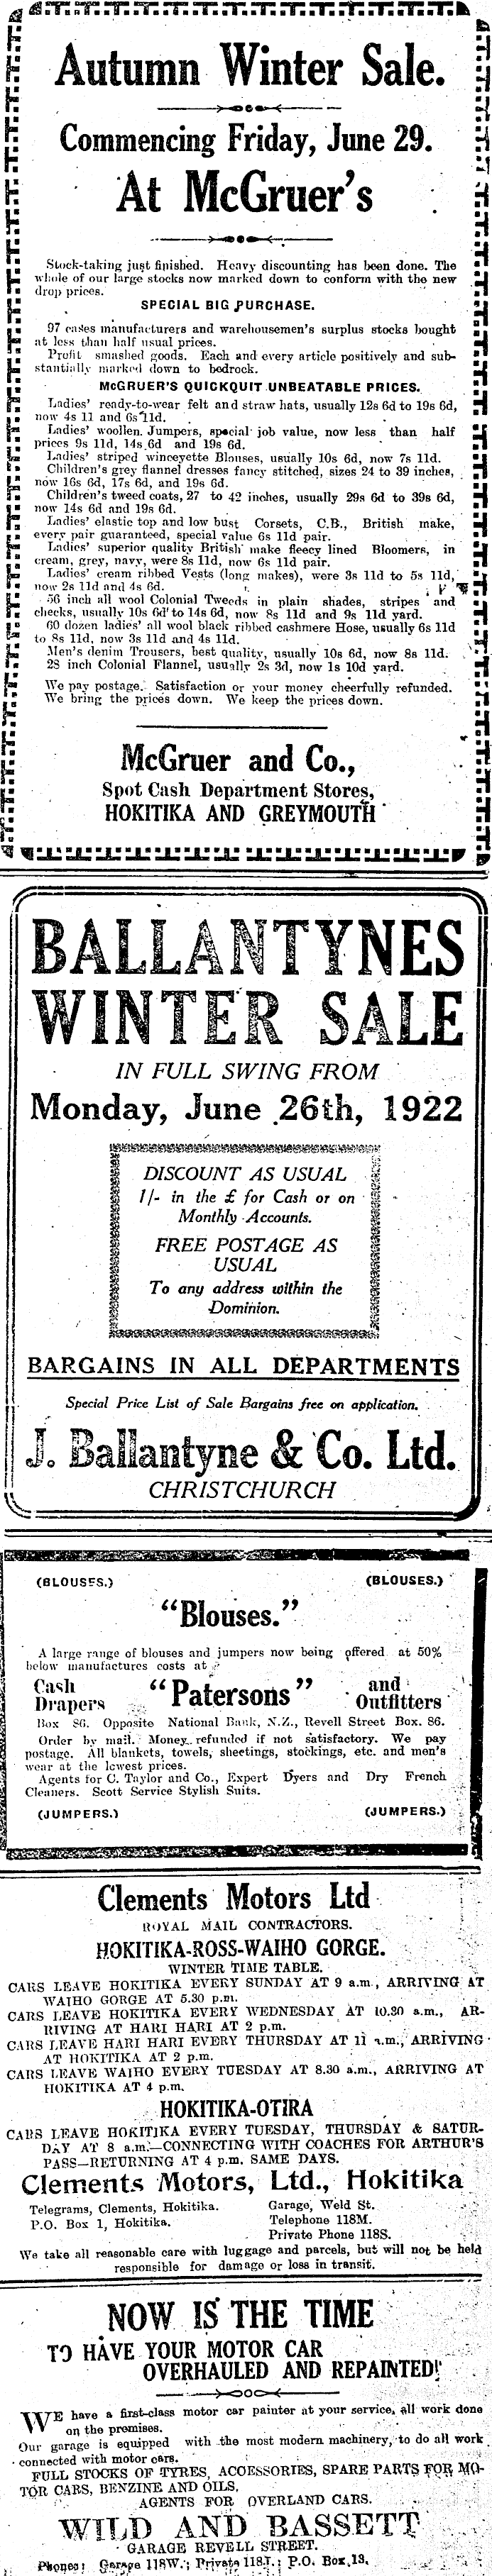 Autumn Winter Sale.
Commencing Friday, June 29.
At McGruer's
Stock-taking just finished. Heavy discounting has been done. The
whole of our large stocks now marked down to conform with the new
drop prices.
SPECIAL BIG PURCHASE.
97 cases manufacturers and warehousemen's surplus stocks bought
at less than half usual prices.
Profit smashed goods. Each and every article positively and sub-
stantially marked down to bedrock.
McGRUER'S QUICKQUIT UNBEATABLE PRICES.
Ladies' ready-to-wear felt and straw hats, usually 12s 6d to 19s 6d,
now 4s 11 and 6s 11d.
Ladies' woollen Jumpers, special job value, now less than half
prices 9s 11d, 14s 6d and 19s 6d.
Ladies' striped winceyette Blouses, usually 10s 6d, now 7s 11d.
Children's grey flannel dresses fancy stitched, sizes 24 to 39 inches,
now 16s 6d, 17s 6d, and 19s 6d.
Children's tweed coats, 27 to 42 inches, usually 29s 6d to 39s 6d,
now 14s 6d and 19s 6d.
Ladies' elastic top and low bust Corsets, C.B., British make,
every pair guaranteed, special value 6s 11d pair.
Ladies' superior quality British make fleecy lined Bloomers, in
cream, grey, navy, were 8s 11d, now 6s 11d pair.
Ladies' cream ribbed Vests (long makes), were 3s 11d to 5s 11d,
now 2s 11d and 4s 6d.
56 inch all wool Colonial Tweeds in plain shades, stripes and
checks, usually 10s 6d to 14s 6d, now 8s 11d and 9s 11d yard.
60 dozen ladies' all wool black ribbed cashmere Hose, usually 6s 11d
to 8s 11d, now 3s 11d and 4s 11d.
Men's denim Trousers, best quality, usually 10s 6d, now 8s 11d.
28 inch Colonial Flannel, usually 2s 3d, now 1s 10d yard.
We pay postage. Satisfaction or your money cheerfully refunded.
We bring the prices down. We keep the prices down.
McGruer and Co.,
Spot Cash Department Stores,
HOKITIKA AND GREYMOUTH
BALLANTYNES
WINTER SALE
IN FULL SWING FROM
Monday, June 26th, 1922
DISCOUNT AS USUAL
1/- in the £ for Cash or on
Monthly Accounts.
FREE POSTAGE AS
USUAL
To any address within the
Dominion.
BARGAINS IN ALL DEPARTMENTS
Special Price List of Sale Bargains free on application.
J. Ballantyne & Co. Ltd.
CHRISTCHURCH
(BLOUSES.) (BLOUSES.)
"Blouses."
A large range of blouses and jumpers now being offered at 50%
below manufactures costs at
Cash Drapers "Patersons" and Outfitters
Box 86. Opposite National Bank, N.Z., Revell Street Box. 86.
Order by mail. Money refunded if not satisfactory. We pay
postage. All blankets, towels, sheetings, stockings, etc. and men's
wear at the lowest prices.
Agents for C. Taylor and Co., Expert Dyers and Dry French
Cleaners. Scott Service Stylish Suits.
(JUMPERS.) (JUMPERS.)
Clements Motors Ltd
ROYAL MAIL CONTRACTORS.
HOKITIKA-ROSS-WAIHO GORGE.
WINTER TIME TABLE.
CARS LEAVE HOKITIKA EVERY SUNDAY AT 9 a.m., ARRIVING AT
WAIHO GORGE AT 5.30 p.m.
CARS LEAVE HOKITIKA EVERY WEDNESDAY AT 10.30 a.m., AR-
RIVING AT HARI HARI AT 2 p.m.
CARS LEAVE HARI HARI EVERY THURSDAY AT 11 a.m., ARRIVING
AT HOKITIKA AT 2 p.m.
CARS LEAVE WAIHO EVERY TUESDAY AT 8.30 a.m., ARRIVING AT
HOKITIKA AT 4 p.m.
HOKITIKA-OTIRA
CARS LEAVE HOKITIKA EVERY TUESDAY, THURSDAY & SATUR-
DAY AT 8 a.m.—CONNECTING WITH COACHES FOR ARTHUR'S
PASS—RETURNING AT 4 p.m. SAME DAYS.
Clements Motors, Ltd., Hokitika
Telegrams, Clements, Hokitika. Garage, Weld St.
P.O. Box 1, Hokitika. Telephone 118M.
Private Phone 118S.
We take all reasonable care with luggage and parcels, but will not be held
responsible for damage or loss in transit.
NOW IS THE TIME
TO HAVE YOUR MOTOR CAR
OVERHAULED AND REPAINTED!
WE have a first-class motor car painter at your service, all work done
on the premises.
Our garage is equipped with the most modern machinery, to do all work
connected with motor cars.
FULL STOCKS OF TYRES, ACCESSORIES, SPARE PARTS FOR MO-
TOR CARS, BENZINE AND OILS,
AGENTS FOR OVERLAND CARS.
WILD AND BASSETT
GARAGE REVELL STREET.
Phones: Garage 118W.; Private 118J.; P.O. Box 13.